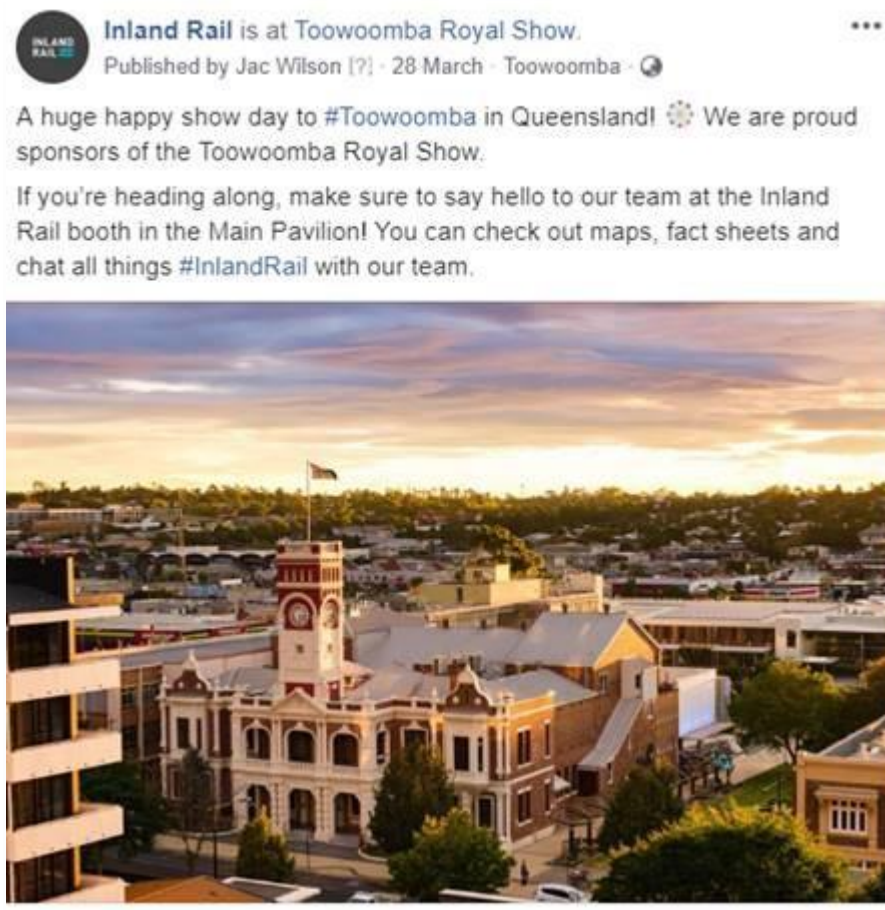 INLAND
RAIL
Inland Rail is at Toowoomba Royal Show.
Published by Jac Wilson [?] · 28 March · Toowoomba ·
A huge happy show day to #Toowoomba in Queensland! We are proud
sponsors of the Toowoomba Royal Show.
If you're heading along, make sure to say hello to our team at the Inland
Rail booth in the Main Pavilion! You can check out maps, fact sheets and
chat all things #InlandRail with our team.